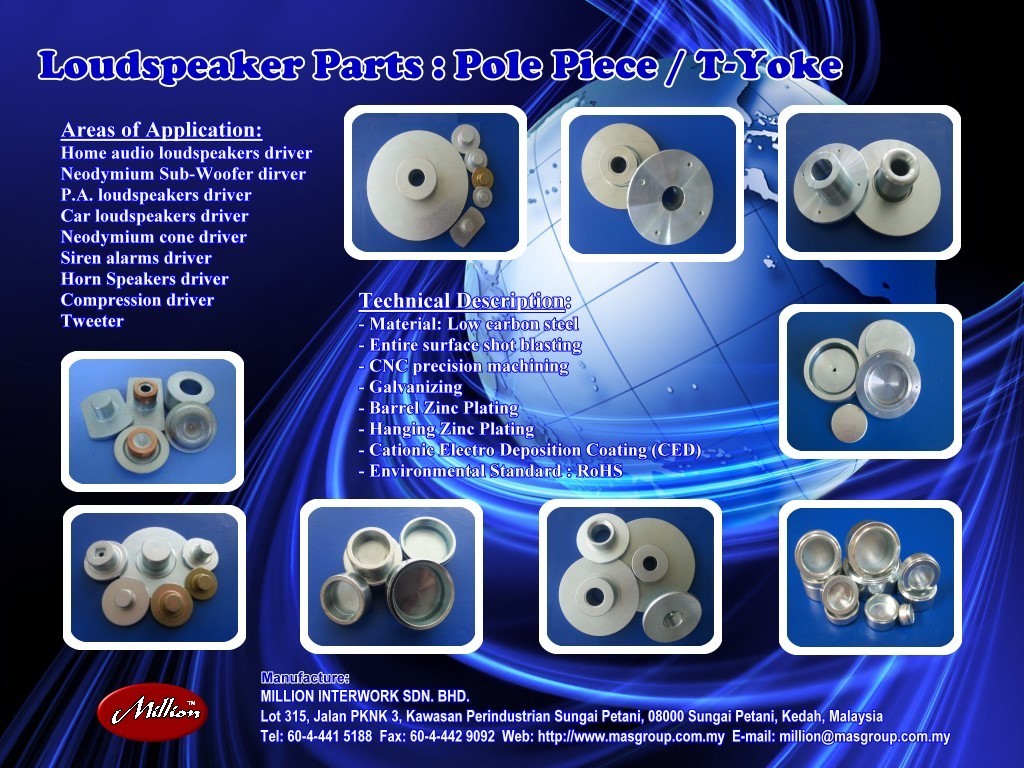 Loudspeaker Parts : Pole Piece / T-Yoke
Areas of Application:
Home audio loudspeakers driver
Neodymium Sub-Woofer dirver
P.A. loudspeakers driver
Car loudspeakers driver
Neodymium cone driver
Siren alarms driver
Horn Speakers driver
Compression driver
Tweeter
Technical Description:
- Material: Low carbon steel
- Entire surface shot blasting
- CNC precision machining
- Galvanizing
- Barrel Zinc Plating
- Hanging Zinc Plating
- Cationic Electro Deposition Coating (CED)
- Environmental Standard : RoHS
Manufacture:
MILLION INTERWORK SDN. BHD.
Lot 315, Jalan PKNK 3, Kawasan Perindustrian Sungai Petani, 08000 Sungai Petani, Kedah, Malaysia
Tel: 60-4-441 5188 Fax: 60-4-442 9092 Web: http://www.masgroup.com.my E-mail: million@masgroup.com.my
Million TM